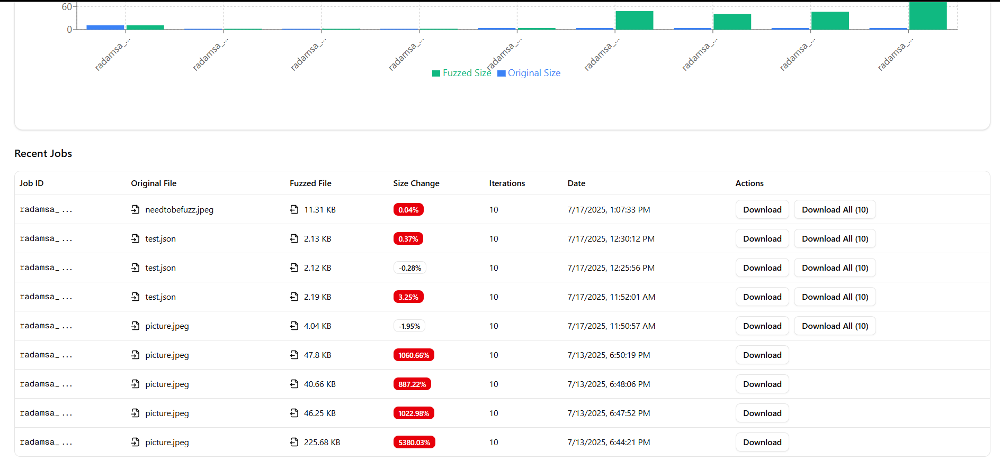 60
0
radamsa_...
radamsa_...
radamsa_...
radamsa_...
radamsa_...
radamsa_...
radamsa_...
radamsa_...
radamsa_...
Fuzzed Size Original Size
Recent Jobs
Job ID Original File Fuzzed File Size Change Iterations Date Actions
radamsa_... needtobefuzz.jpeg 11.31 KB 0.04% 10 7/17/2025, 1:07:33 PM Download Download All (10)
radamsa_... test.json 2.13 KB 0.37% 10 7/17/2025, 12:30:12 PM Download Download All (10)
radamsa_... test.json 2.12 KB -0.28% 10 7/17/2025, 12:25:56 PM Download Download All (10)
radamsa_... test.json 2.19 KB 3.25% 10 7/17/2025, 11:52:01 AM Download Download All (10)
radamsa_... picture.jpeg 4.04 KB -1.95% 10 7/17/2025, 11:50:57 AM Download Download All (10)
radamsa_... picture.jpeg 47.8 KB 1060.66% 10 7/13/2025, 6:50:19 PM Download
radamsa_... picture.jpeg 40.66 KB 887.22% 10 7/13/2025, 6:48:06 PM Download
radamsa_... picture.jpeg 46.25 KB 1022.98% 10 7/13/2025, 6:47:52 PM Download
radamsa_... picture.jpeg 225.68 KB 5380.03% 10 7/13/2025, 6:44:21 PM Download